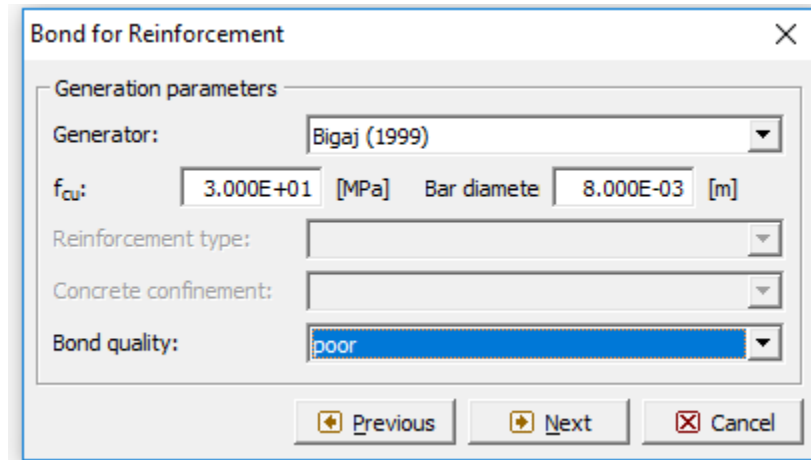 Bond for Reinforcement
Generation parameters
Generator: Bigaj (1999)
fcu: 3.000E+01 [MPa] Bar diamete 8.000E-03 [m]
Reinforcement type:
Concrete confinement:
Bond quality: poor
Previous Next Cancel